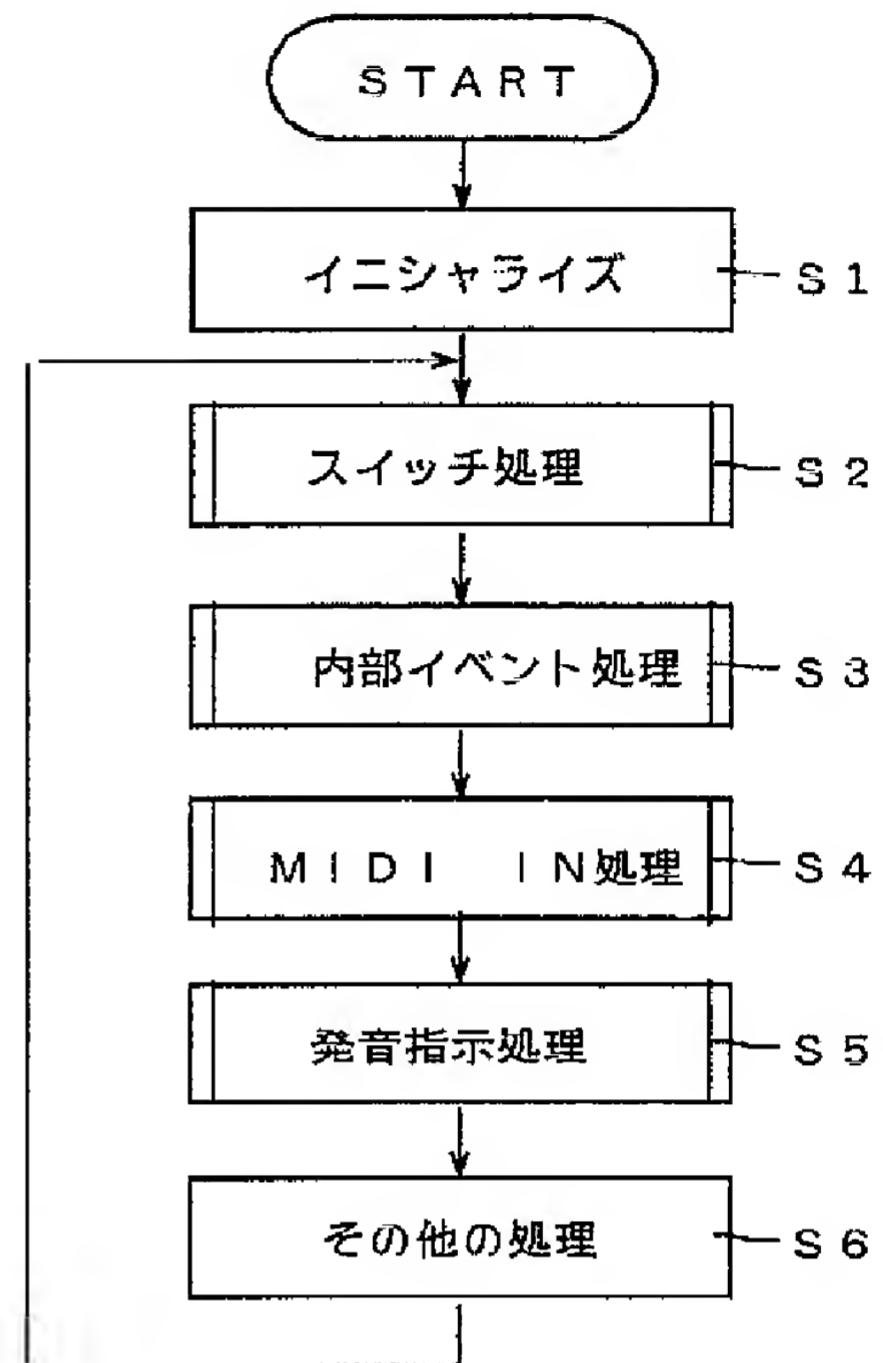 ＳＴＡＲＴ
イニシャライズ Ｓ１
スイッチ処理 Ｓ２
内部イベント処理 Ｓ３
ＭＩＤＩ　ＩＮ処理 Ｓ４
発音指示処理 Ｓ５
その他の処理 Ｓ６